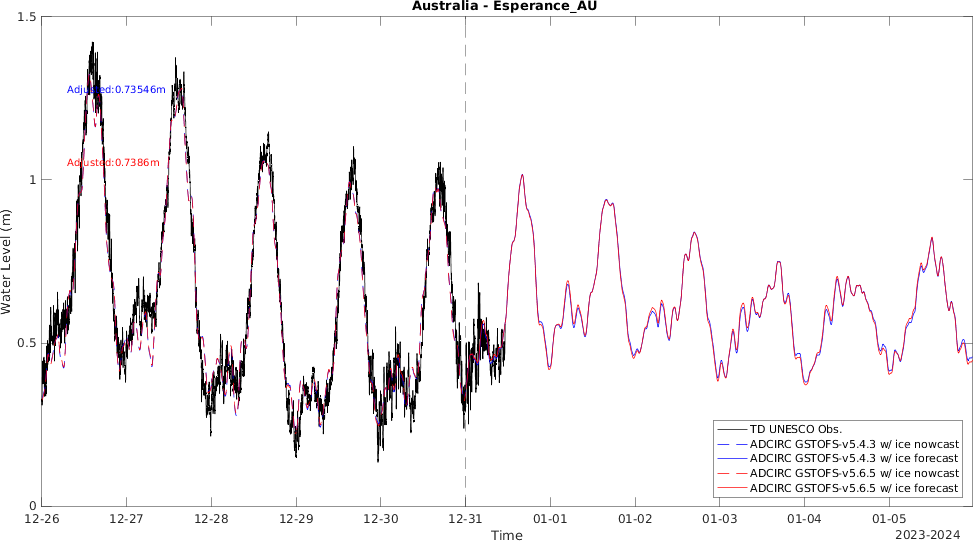 Australia - Esperance_AU
1.5
Adjusted:0.73546m
Adjusted:0.7386m
1
Water Level (m)
0.5
TD UNESCO Obs.
ADCIRC GSTOFS-v5.4.3 w/ ice nowcast
ADCIRC GSTOFS-v5.4.3 w/ ice forecast
ADCIRC GSTOFS-v5.6.5 w/ ice nowcast
ADCIRC GSTOFS-v5.6.5 w/ ice forecast
0
12-26 12-27 12-28 12-29 12-30 12-31 01-01 01-02 01-03 01-04 01-05
Time
2023-2024